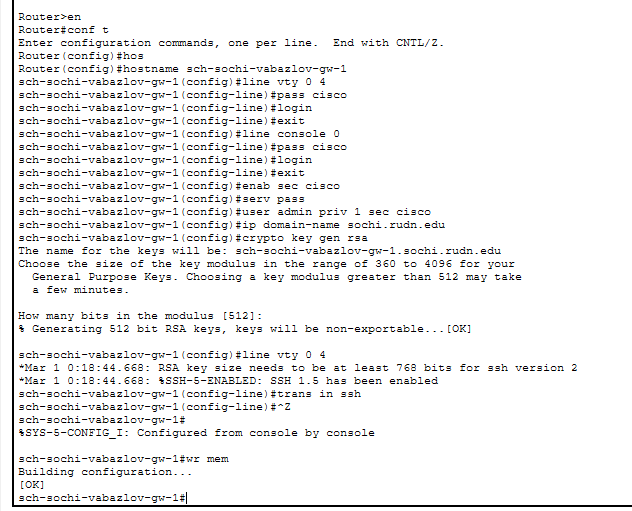 Router>en
Router#conf t
Enter configuration commands, one per line.  End with CNTL/Z.
Router(config)#hos
Router(config)#hostname sch-sochi-vabazlov-gw-1
sch-sochi-vabazlov-gw-1(config)#line vty 0 4
sch-sochi-vabazlov-gw-1(config-line)#pass cisco
sch-sochi-vabazlov-gw-1(config-line)#login
sch-sochi-vabazlov-gw-1(config-line)#exit
sch-sochi-vabazlov-gw-1(config)#line console 0
sch-sochi-vabazlov-gw-1(config-line)#pass cisco
sch-sochi-vabazlov-gw-1(config-line)#login
sch-sochi-vabazlov-gw-1(config-line)#exit
sch-sochi-vabazlov-gw-1(config)#enab sec cisco
sch-sochi-vabazlov-gw-1(config)#serv pass
sch-sochi-vabazlov-gw-1(config)#user admin priv 1 sec cisco
sch-sochi-vabazlov-gw-1(config)#ip domain-name sochi.rudn.edu
sch-sochi-vabazlov-gw-1(config)#crypto key gen rsa
The name for the keys will be: sch-sochi-vabazlov-gw-1.sochi.rudn.edu
Choose the size of the key modulus in the range of 360 to 4096 for your
  General Purpose Keys. Choosing a key modulus greater than 512 may take
  a few minutes.

How many bits in the modulus [512]:
% Generating 512 bit RSA keys, keys will be non-exportable...[OK]

sch-sochi-vabazlov-gw-1(config)#line vty 0 4
*Mar 1 0:18:44.668: RSA key size needs to be at least 768 bits for ssh version 2
*Mar 1 0:18:44.668: %SSH-5-ENABLED: SSH 1.5 has been enabled
sch-sochi-vabazlov-gw-1(config-line)#trans in ssh
sch-sochi-vabazlov-gw-1(config-line)#^Z
sch-sochi-vabazlov-gw-1#
%SYS-5-CONFIG_I: Configured from console by console

sch-sochi-vabazlov-gw-1#wr mem
Building configuration...
[OK]
sch-sochi-vabazlov-gw-1#